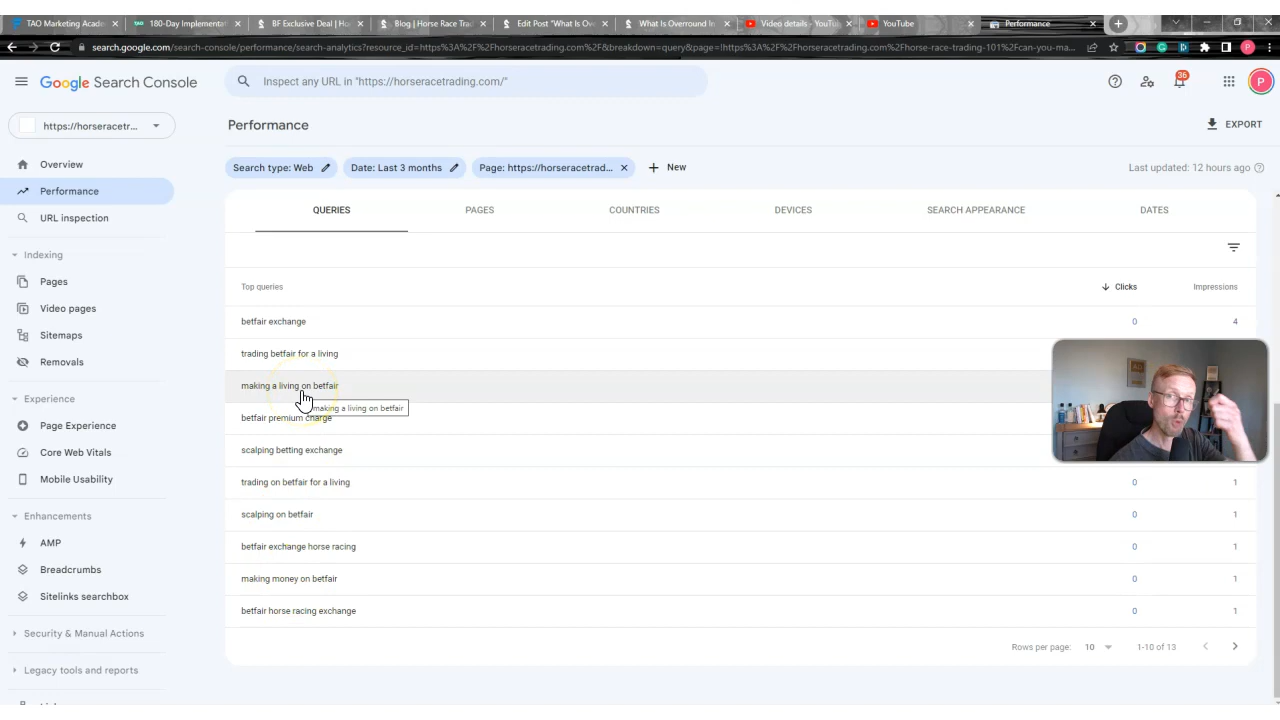 TAO Marketing Acade
180-Day Implementat
BF Exclusive Deal | Ho
Blog | Horse Race Trad
Edit Post "What Is Ov
What Is Overround In
Video details - YouTu
YouTube
Performance
search.google.com/search-console/performance/search-analytics?resource_id=https%3A%2F%2Fhorseracetrading.com%2F&breakdown=query&page=!https%3A%2F%2Fhorseracetrading.com%2Fhorse-race-trading-101%2Fcan-you-ma...
P
Google Search Console
Inspect any URL in "https://horseracetrading.com/"
36
P
https://horseracetr...
Performance
EXPORT
Overview
Performance
URL inspection
Indexing
Pages
Video pages
Sitemaps
Removals
Experience
Page Experience
Core Web Vitals
Mobile Usability
Enhancements
AMP
Breadcrumbs
Sitelinks searchbox
Security & Manual Actions
Legacy tools and reports
Search type: Web
Date: Last 3 months
Page: https://horseracetrad...
New
Last updated: 12 hours ago
QUERIES
PAGES
COUNTRIES
DEVICES
SEARCH APPEARANCE
DATES
Top queries
Clicks
Impressions
betfair exchange 0 4
trading betfair for a living
making a living on betfair
making a living on betfair
betfair premium charge
scalping betting exchange
trading on betfair for a living 0 1
scalping on betfair 0 1
betfair exchange horse racing 0 1
making money on betfair 0 1
betfair horse racing exchange 0 1
Rows per page: 10 1-10 of 13